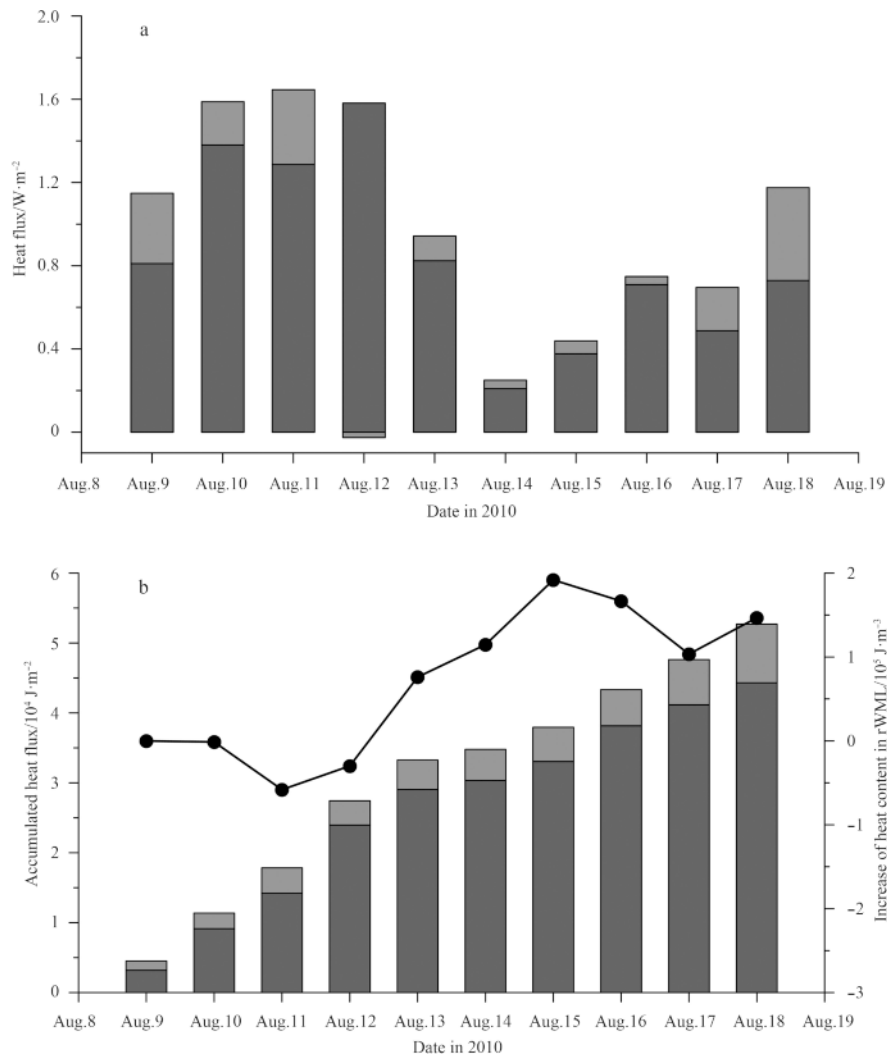 a
Heat flux/W·m⁻²
2.0
1.6
1.2
0.8
0.4
0
Aug.8 Aug.9 Aug.10 Aug.11 Aug.12 Aug.13 Aug.14 Aug.15 Aug.16 Aug.17 Aug.18 Aug.19
Date in 2010
b
Accumulated heat flux/10⁴ J·m⁻²
6
5
4
3
2
1
0
2
1
0
−1
−2
−3
Increase of heat content in rWML/10⁵ J·m⁻³
Aug.8 Aug.9 Aug.10 Aug.11 Aug.12 Aug.13 Aug.14 Aug.15 Aug.16 Aug.17 Aug.18 Aug.19
Date in 2010